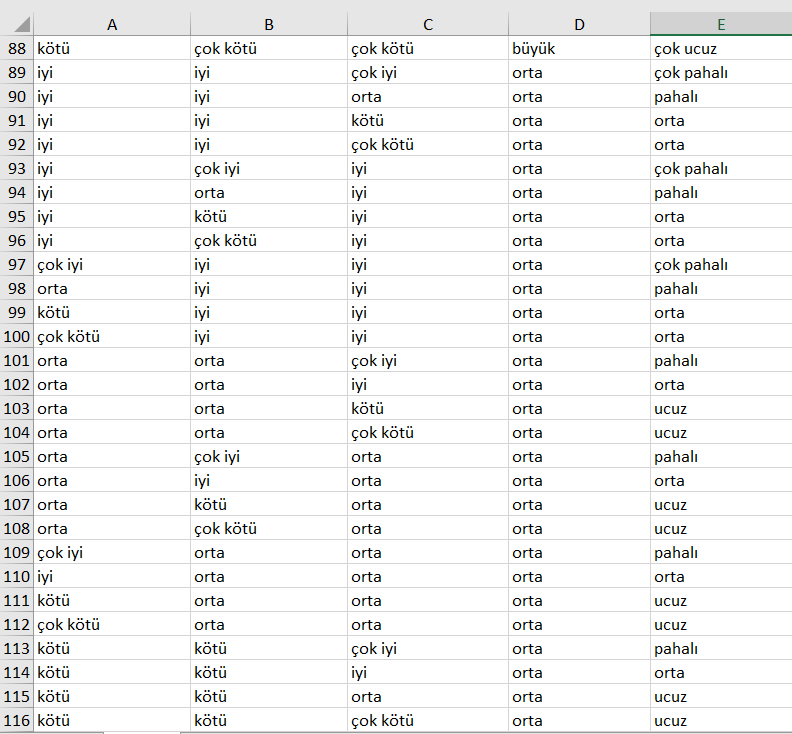 A B C D E
88 kötü çok kötü çok kötü büyük çok ucuz
89 iyi iyi çok iyi orta çok pahalı
90 iyi iyi orta orta pahalı
91 iyi iyi kötü orta orta
92 iyi iyi çok kötü orta orta
93 iyi çok iyi iyi orta çok pahalı
94 iyi orta iyi orta pahalı
95 iyi kötü iyi orta orta
96 iyi çok kötü iyi orta orta
97 çok iyi iyi iyi orta çok pahalı
98 orta iyi iyi orta pahalı
99 kötü iyi iyi orta orta
100 çok kötü iyi iyi orta orta
101 orta orta çok iyi orta pahalı
102 orta orta iyi orta orta
103 orta orta kötü orta ucuz
104 orta orta çok kötü orta ucuz
105 orta çok iyi orta orta pahalı
106 orta iyi orta orta orta
107 orta kötü orta orta ucuz
108 orta çok kötü orta orta ucuz
109 çok iyi orta orta orta pahalı
110 iyi orta orta orta orta
111 kötü orta orta orta ucuz
112 çok kötü orta orta orta ucuz
113 kötü kötü çok iyi orta pahalı
114 kötü kötü iyi orta orta
115 kötü kötü orta orta ucuz
116 kötü kötü çok kötü orta ucuz